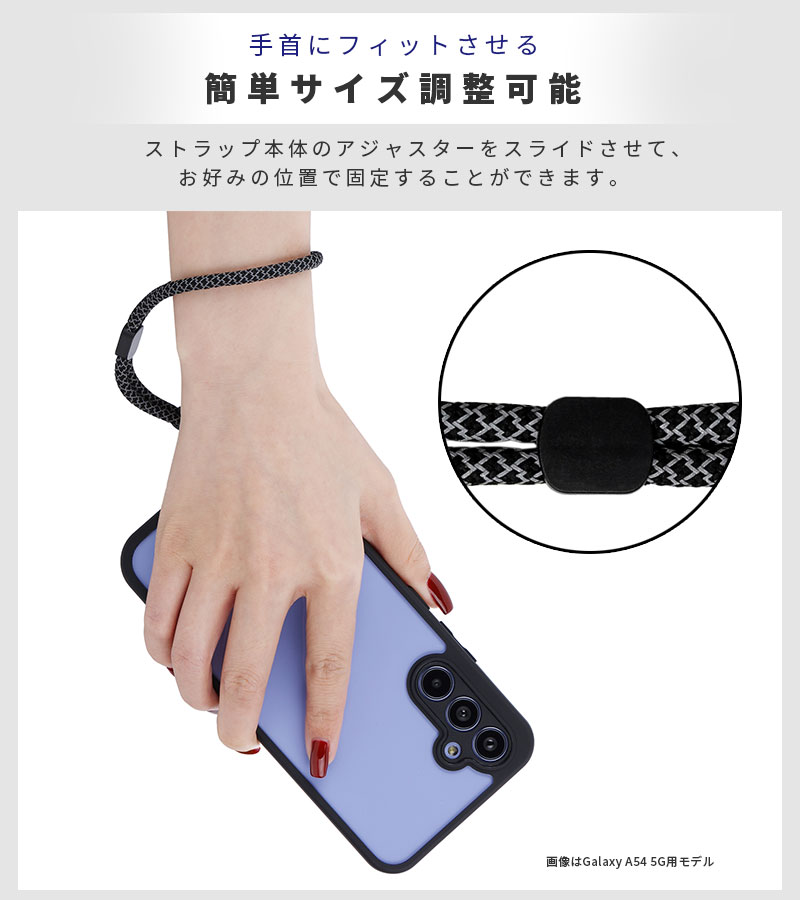 手首にフィットさせる
簡単サイズ調整可能
ストラップ本体のアジャスターをスライドさせて、
お好みの位置で固定することができます。
画像はGalaxy A54 5G用モデル